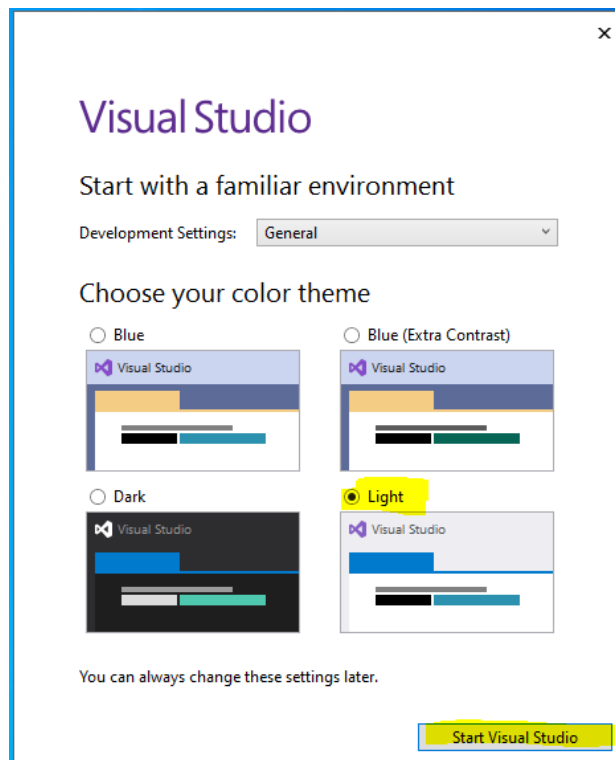 Visual Studio
Start with a familiar environment
Development Settings: General
Choose your color theme
Blue
Blue (Extra Contrast)
Visual Studio
Visual Studio
Dark
Light
Visual Studio
Visual Studio
You can always change these settings later.
Start Visual Studio